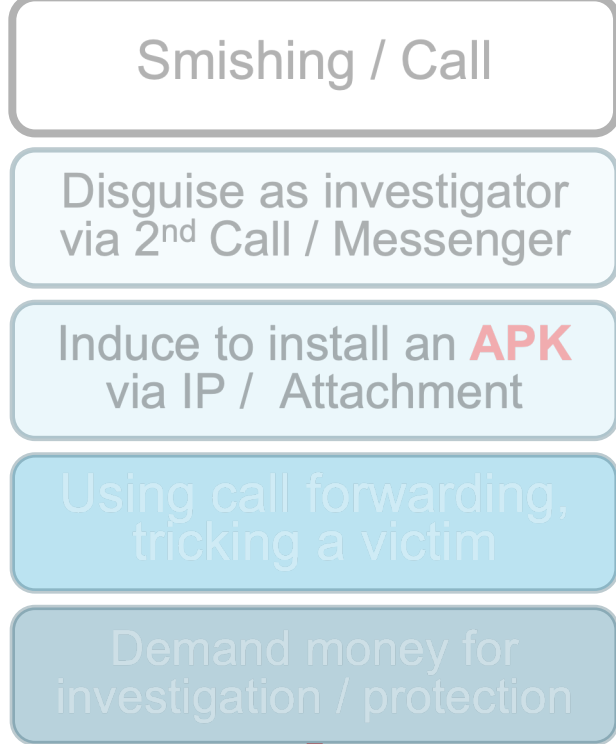 Smishing / Call
Disguise as investigator
via 2nd Call / Messenger
Induce to install an APK
via IP / Attachment
Using call forwarding,
tricking a victim
Demand money for
investigation / protection